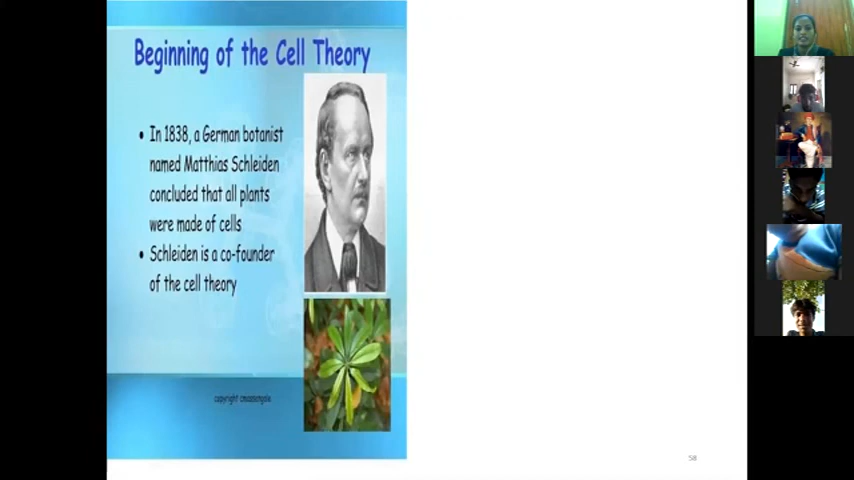 Beginning of the Cell Theory
• In 1838, a German botanist
named Matthias Schleiden
concluded that all plants
were made of cells
• Schleiden is a co-founder
of the cell theory
copyright cmassengale
58